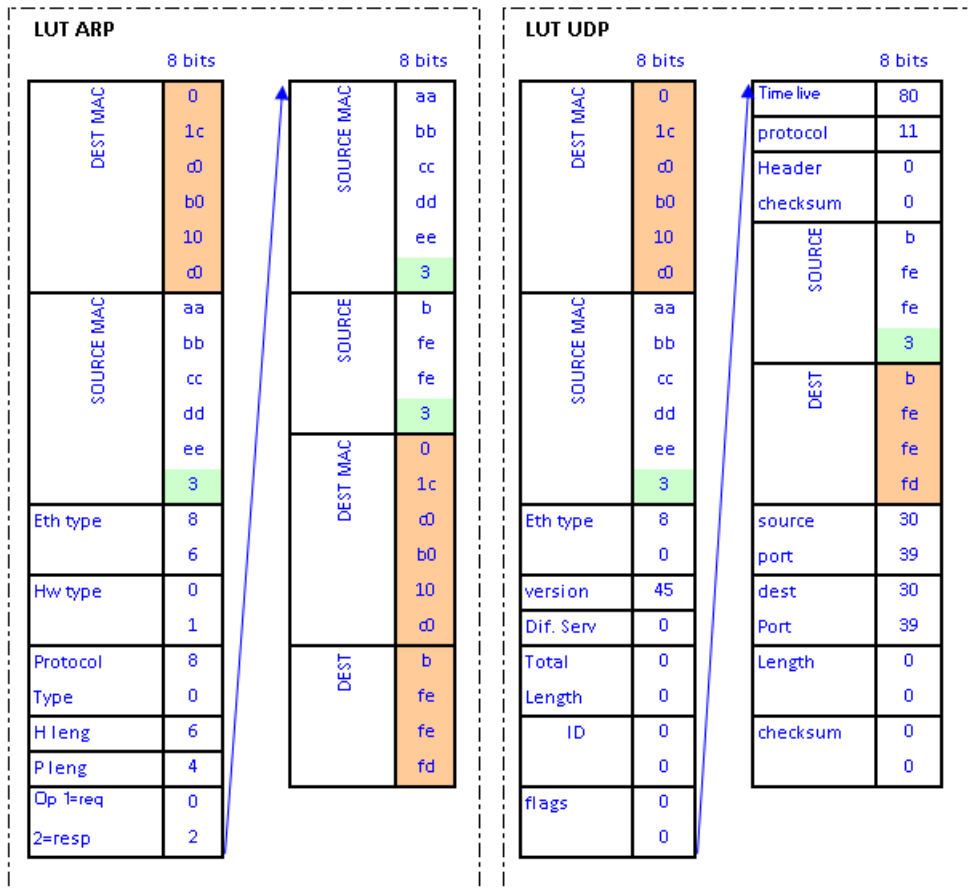 LUT ARP
8 bits
8 bits
DEST MAC
0
1c
d0
b0
10
d0
SOURCE MAC
aa
bb
cc
dd
ee
3
Eth type
8
6
Hw type
0
1
Protocol
8
Type
0
H leng
6
P leng
4
Op 1=req
0
2=resp
2
SOURCE MAC
aa
bb
cc
dd
ee
3
SOURCE
b
fe
fe
3
DEST MAC
0
1c
d0
b0
10
d0
DEST
b
fe
fe
fd
LUT UDP
8 bits
8 bits
DEST MAC
0
1c
d0
b0
10
d0
SOURCE MAC
aa
bb
cc
dd
ee
3
Eth type
8
0
version
45
Dif. Serv
0
Total
0
Length
0
ID
0
0
flags
0
0
Time live
80
protocol
11
Header
0
checksum
0
SOURCE
b
fe
fe
3
DEST
b
fe
fe
fd
source
30
port
39
dest
30
Port
39
Length
0
0
checksum
0
0